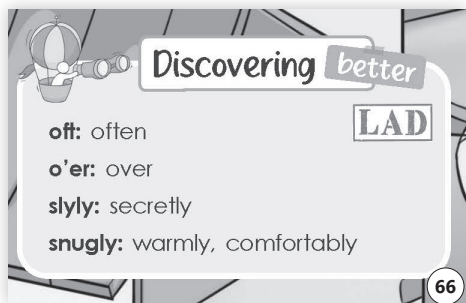 Discovering better
LAD
oft: often
o'er: over
slyly: secretly
snugly: warmly, comfortably
66